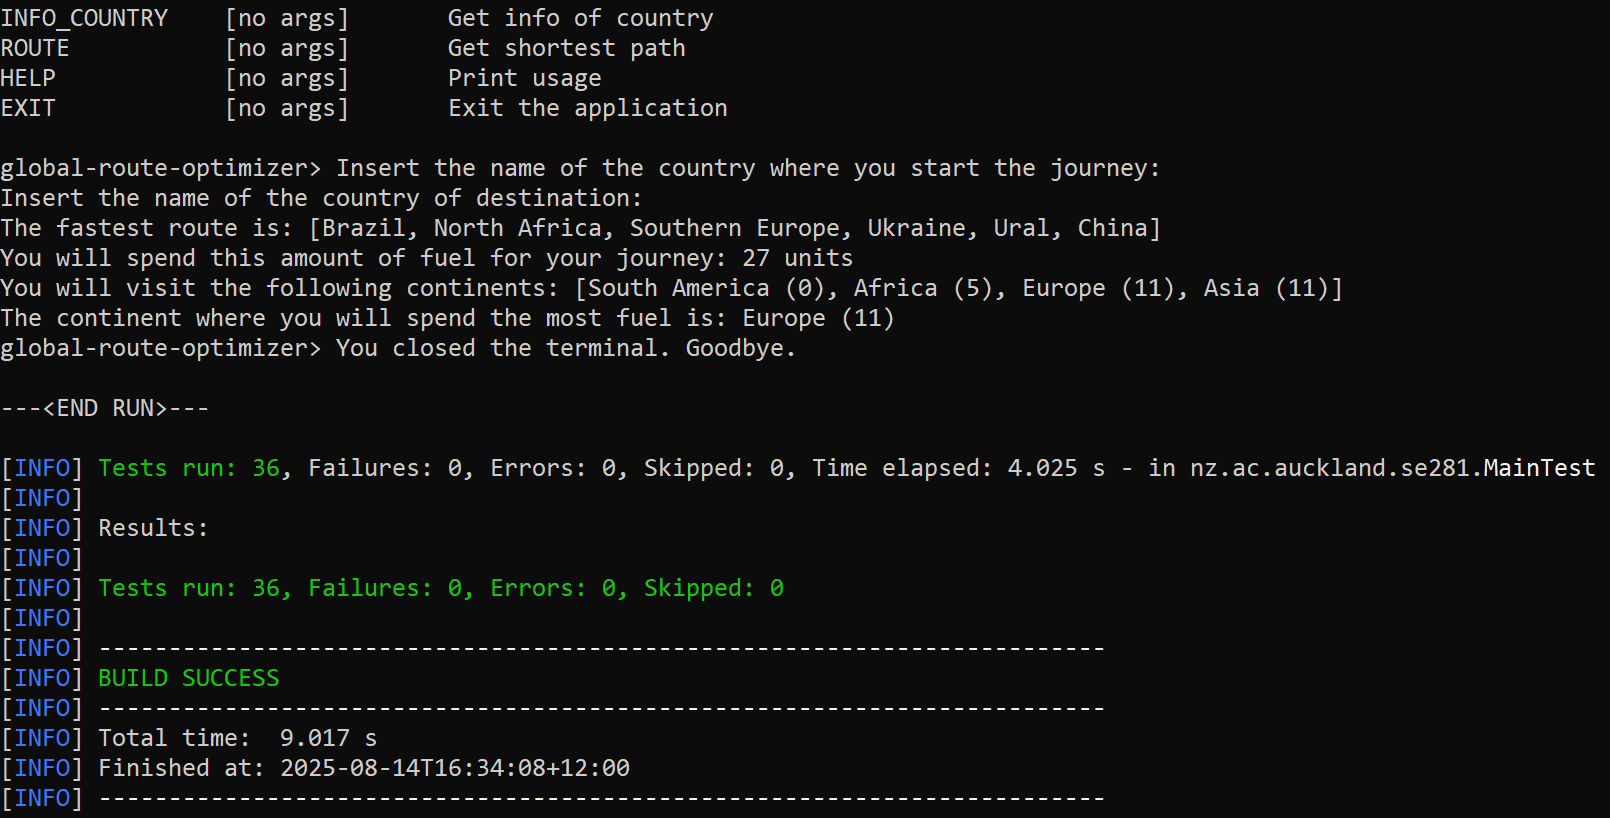 INFO_COUNTRY    [no args]       Get info of country
ROUTE           [no args]       Get shortest path
HELP            [no args]       Print usage
EXIT            [no args]       Exit the application

global-route-optimizer> Insert the name of the country where you start the journey:
Insert the name of the country of destination:
The fastest route is: [Brazil, North Africa, Southern Europe, Ukraine, Ural, China]
You will spend this amount of fuel for your journey: 27 units
You will visit the following continents: [South America (0), Africa (5), Europe (11), Asia (11)]
The continent where you will spend the most fuel is: Europe (11)
global-route-optimizer> You closed the terminal. Goodbye.

---<END RUN>---

[INFO] Tests run: 36, Failures: 0, Errors: 0, Skipped: 0, Time elapsed: 4.025 s - in nz.ac.auckland.se281.MainTest
[INFO]
[INFO] Results:
[INFO]
[INFO] Tests run: 36, Failures: 0, Errors: 0, Skipped: 0
[INFO]
[INFO] ------------------------------------------------------------------------
[INFO] BUILD SUCCESS
[INFO] ------------------------------------------------------------------------
[INFO] Total time:  9.017 s
[INFO] Finished at: 2025-08-14T16:34:08+12:00
[INFO] ------------------------------------------------------------------------